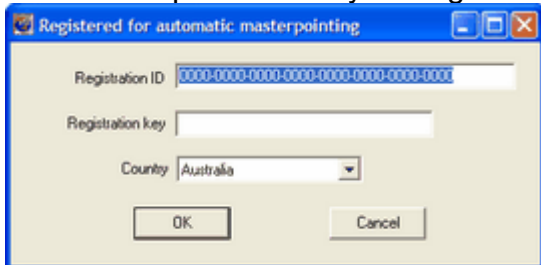 Registered for automatic masterpointing
Registration ID 0000-0000-0000-0000-0000-0000-0000-0000
Registration key
Country Australia
OK Cancel